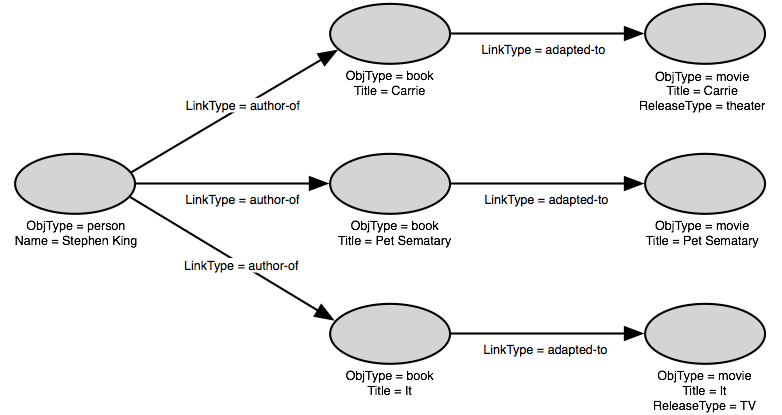 LinkType = adapted-to
ObjType = book
Title = Carrie
ObjType = movie
Title = Carrie
ReleaseType = theater
LinkType = author-of
ObjType = person
Name = Stephen King
LinkType = author-of
ObjType = book
Title = Pet Sematary
LinkType = adapted-to
ObjType = movie
Title = Pet Sematary
LinkType = author-of
ObjType = book
Title = It
LinkType = adapted-to
ObjType = movie
Title = It
ReleaseType = TV